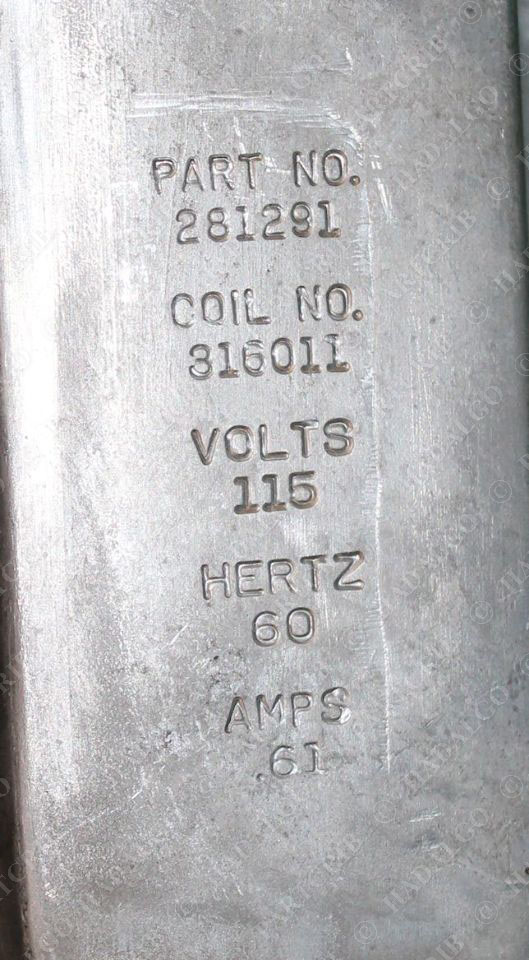 PART NO.
281291
COIL NO.
316011
VOLTS
115
HERTZ
60
AMPS
.61